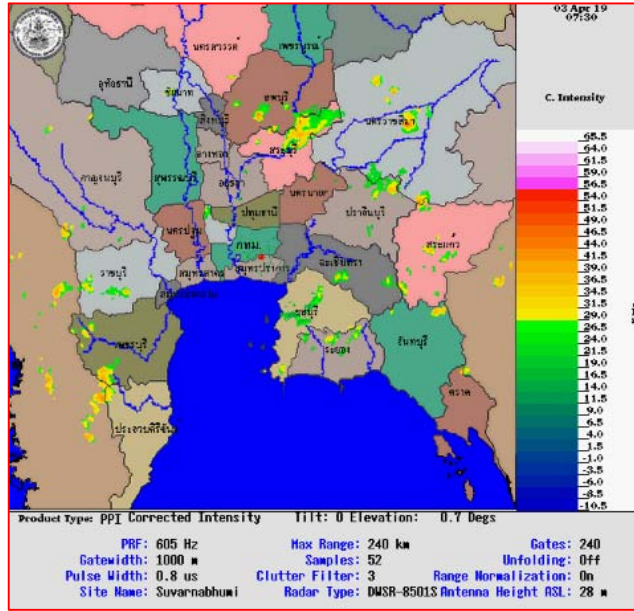 03 Apr 19
07:30
C. Intensity
65.5
64.0
61.5
59.0
56.5
54.0
51.5
49.0
46.5
44.0
41.5
39.0
36.5
34.0
31.5
29.0
26.5
24.0
21.5
19.0
16.5
14.0
11.5
9.0
6.5
4.0
1.5
-1.0
-3.5
-6.0
-8.5
-10.5
นครสวรรค์
เพชรบูรณ์
อุทัยธานี
ชัยนาท
ลพบุรี
สิงห์บุรี
นครราชสีมา
อ่างทอง
สระบุรี
กาญจนบุรี
สุพรรณบุรี
อยุธยา
นครนายก
ปราจีนบุรี
ปทุมธานี
นครปฐม
กทม.
สระแก้ว
ฉะเชิงเทรา
ราชบุรี
สมุทรสาคร
สมุทรปราการ
ชลบุรี
เพชรบุรี
ระยอง
จันทบุรี
ตราด
ประจวบคีรีขันธ์
Product Type: PPI Corrected Intensity Tilt: 0 Elevation: 0.7 Degs
PRF: 605 Hz Max Range: 240 km Gates: 240
Gatewidth: 1000 m Samples: 52 Unfolding: Off
Pulse Width: 0.8 us Clutter Filter: 3 Range Normalization: On
Site Name: Suvarnabhumi Radar Type: DWSR-8501S Antenna Height ASL: 28 m